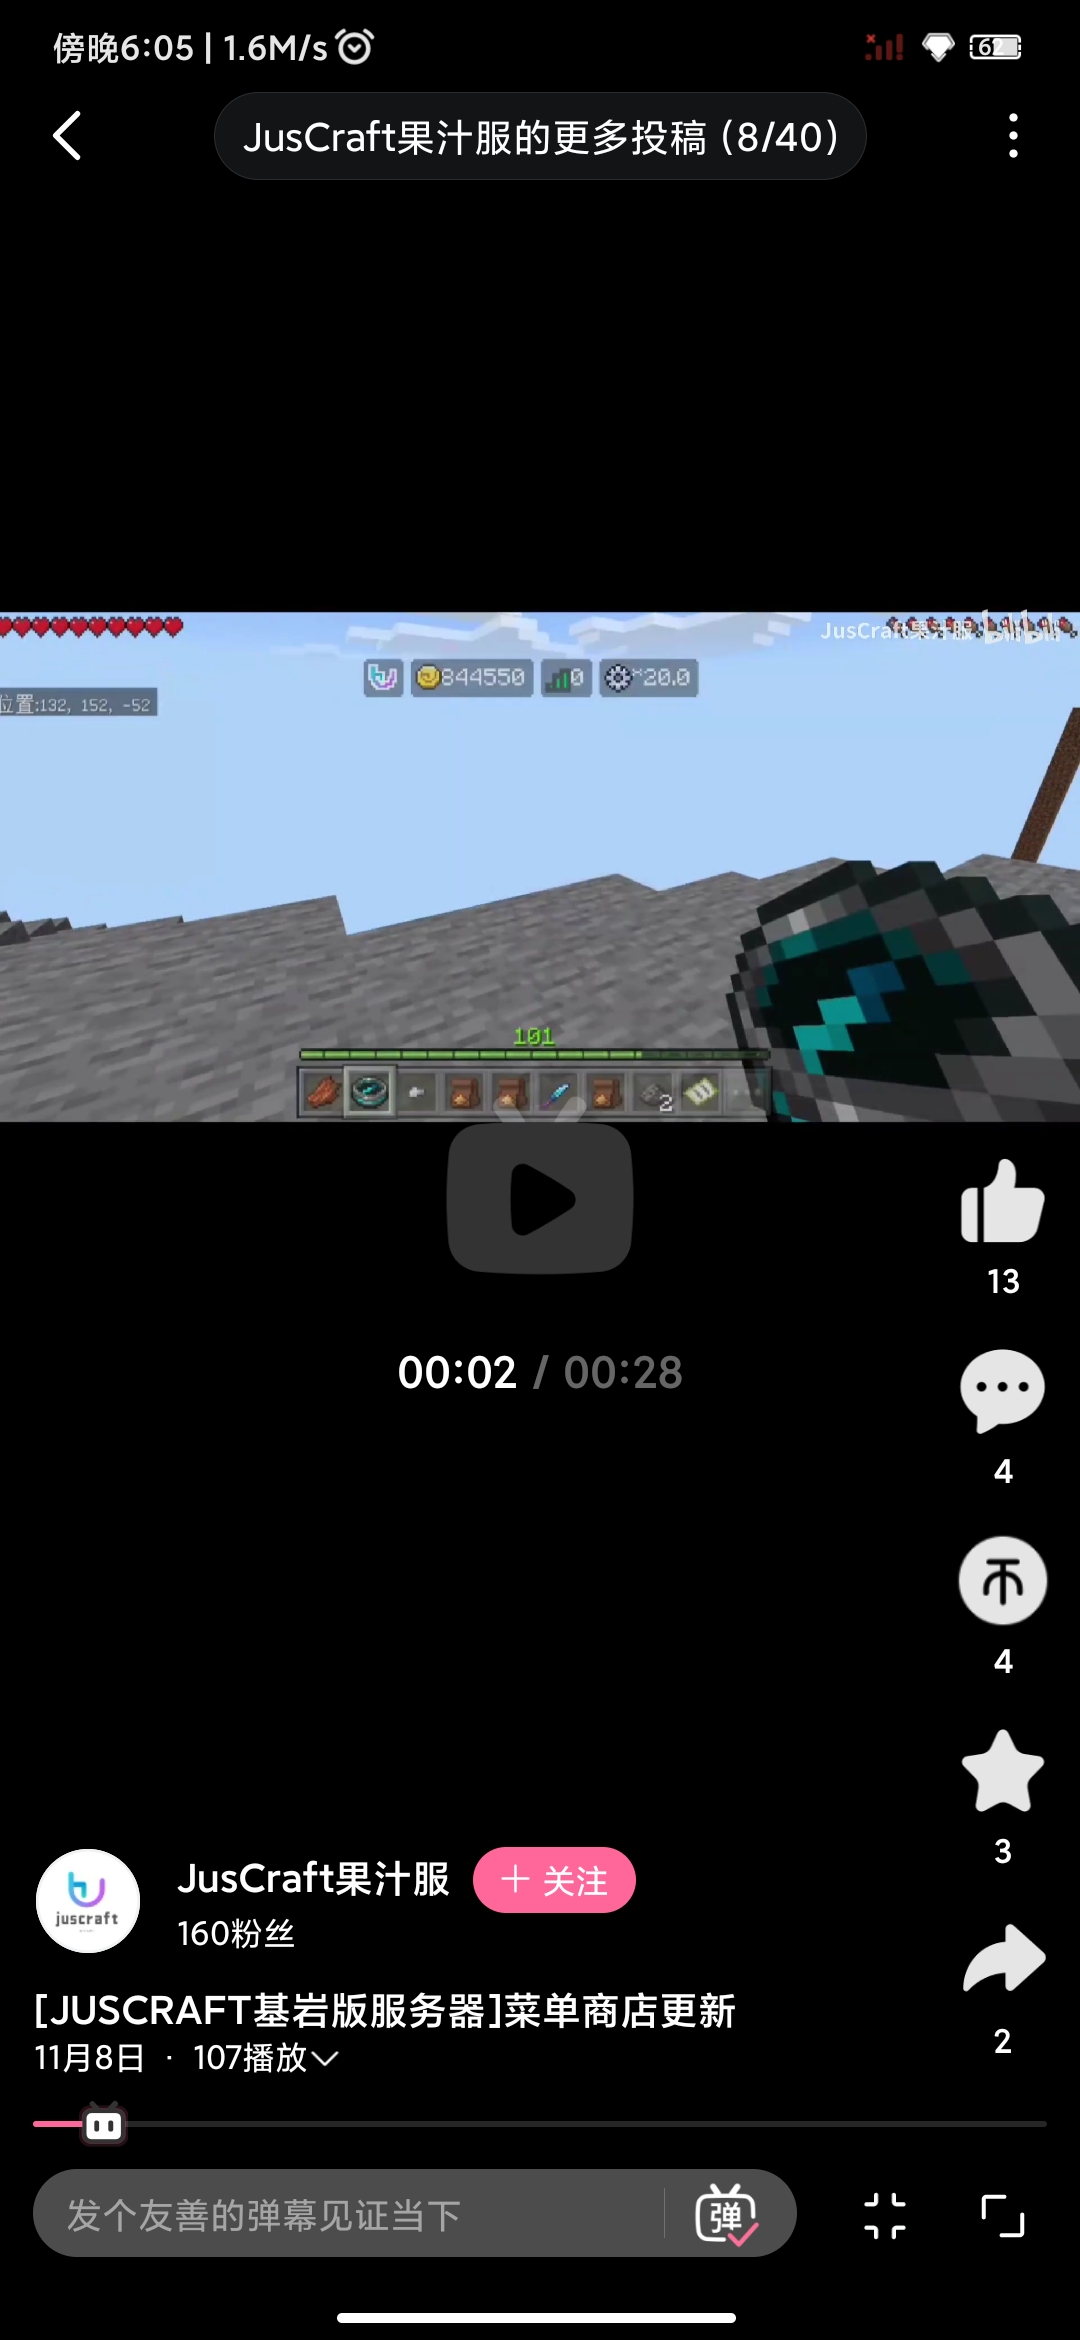 傍晚6:05 | 1.6M/s
62
JusCraft果汁服的更多投稿 (8/40)
JusCraft果汁服 bilibili
844550
0
20.0
位置:132, 152, -52
101
2
13
00:02 / 00:28
4
4
3
JusCraft果汁服
+ 关注
juscraft
160粉丝
[JUSCRAFT基岩版服务器]菜单商店更新
2
11月8日 · 107播放
发个友善的弹幕见证当下
弹